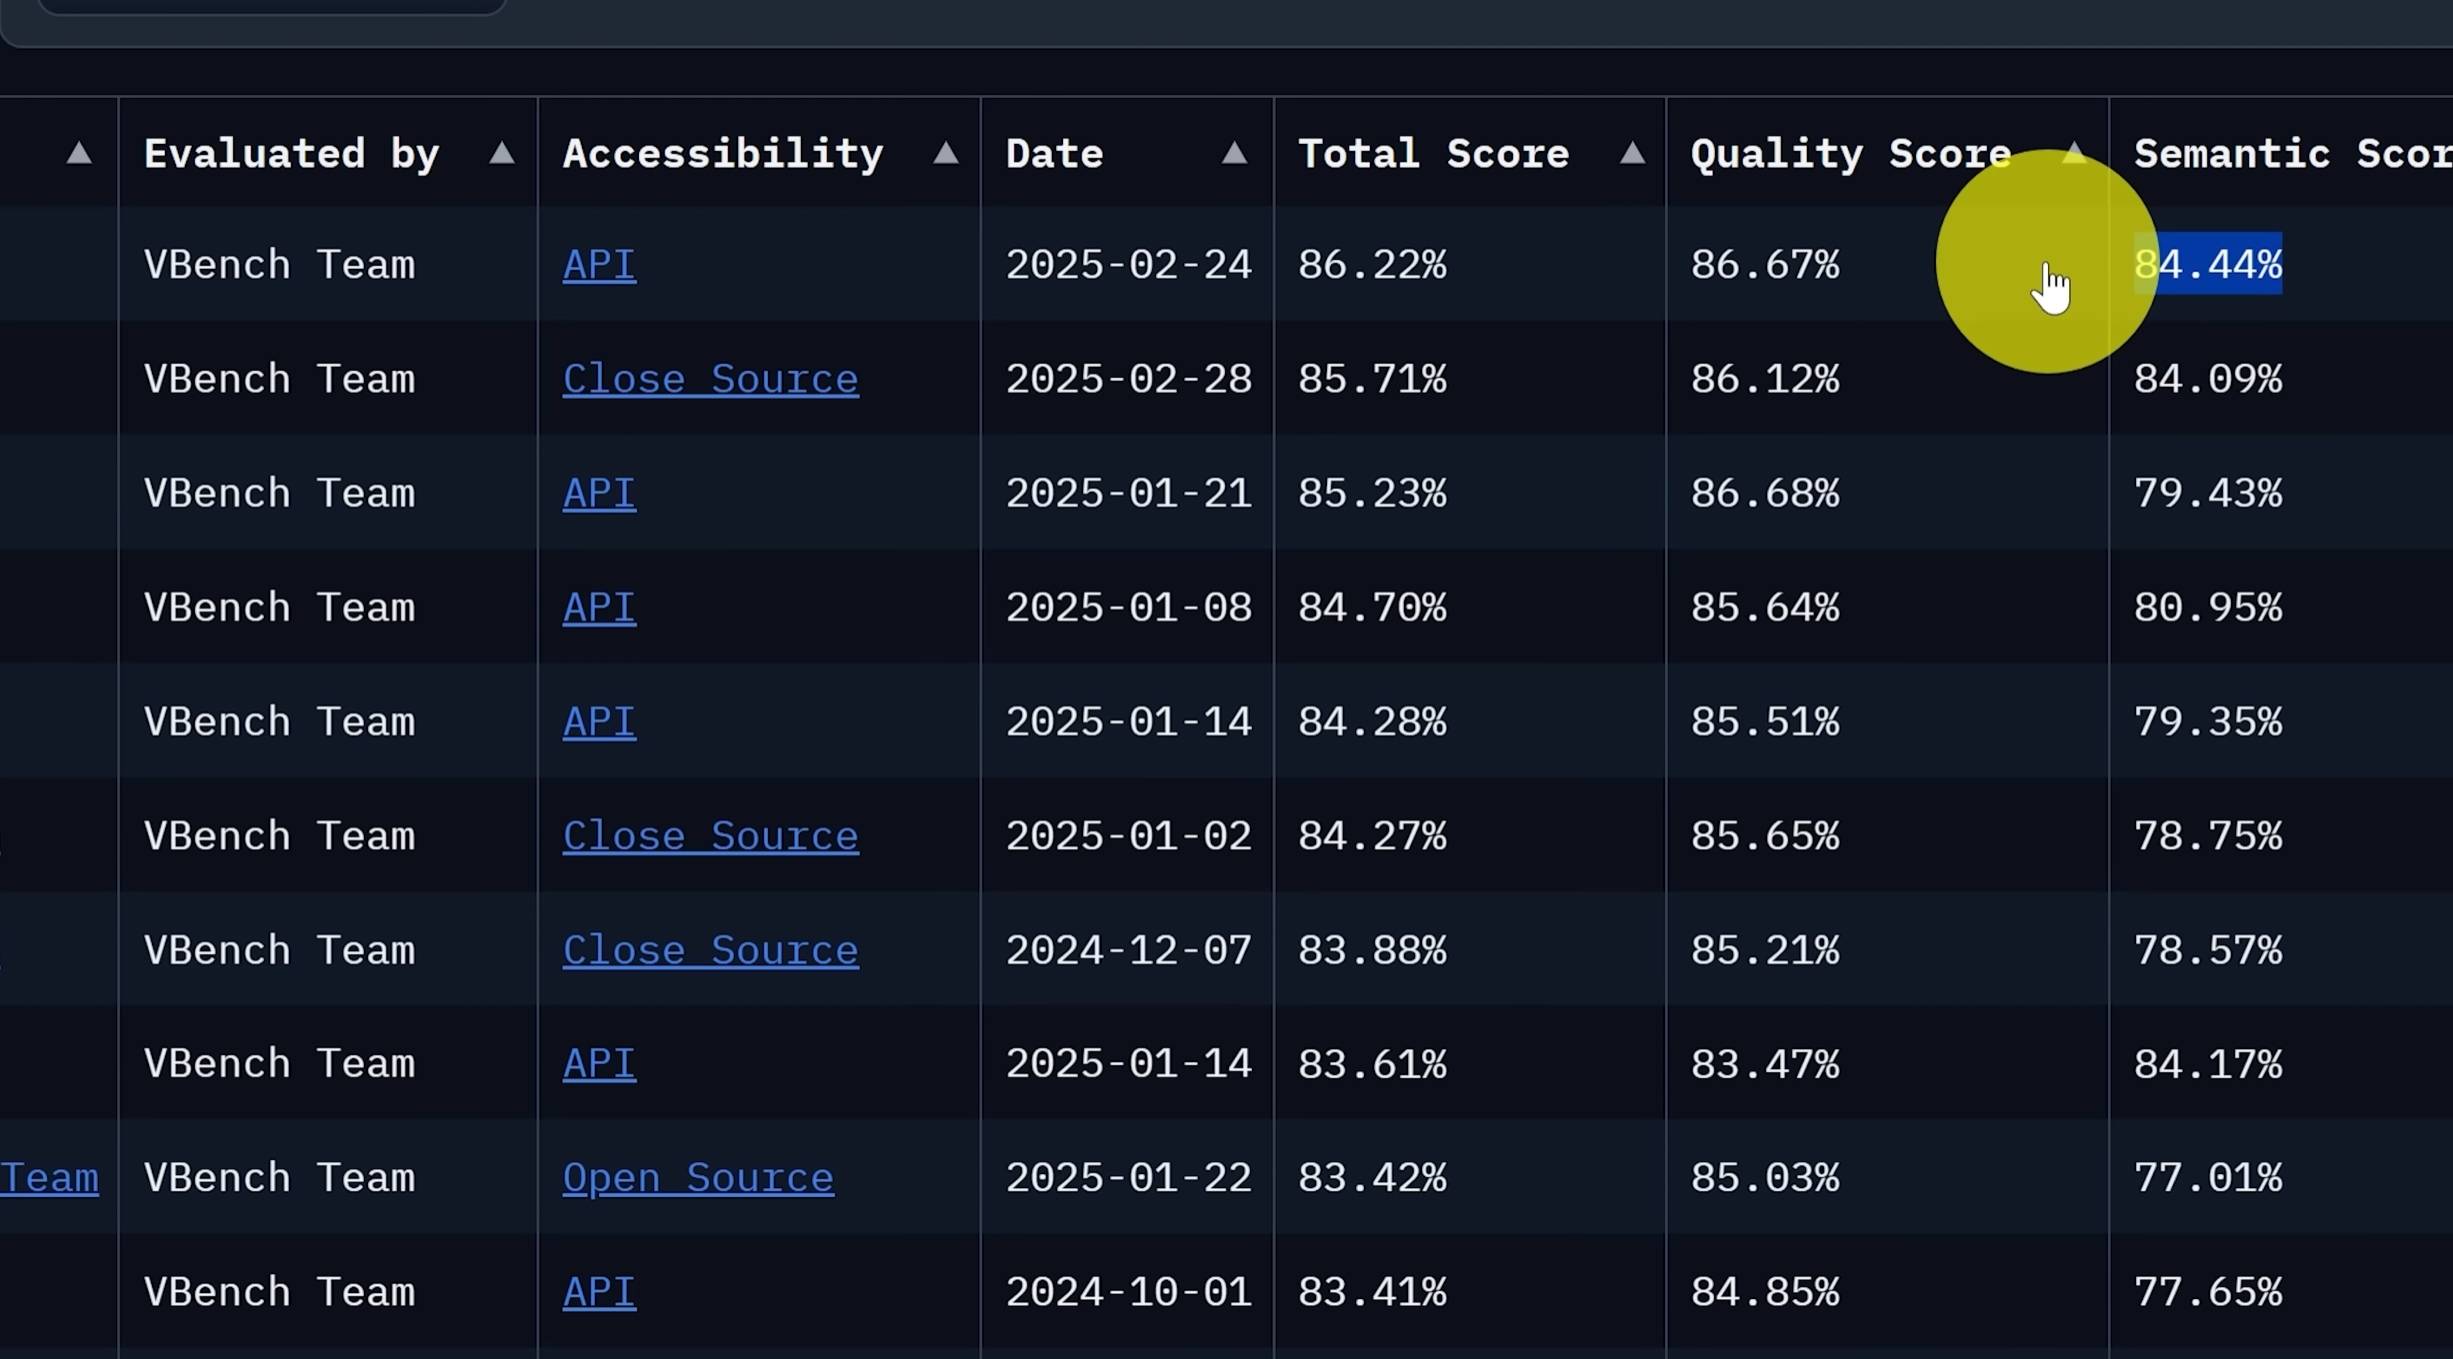 Evaluated by ▲ Accessibility ▲ Date ▲ Total Score ▲ Quality Score ▲ Semantic Scor
VBench Team API 2025-02-24 86.22% 86.67% 84.44%
VBench Team Close Source 2025-02-28 85.71% 86.12% 84.09%
VBench Team API 2025-01-21 85.23% 86.68% 79.43%
VBench Team API 2025-01-08 84.70% 85.64% 80.95%
VBench Team API 2025-01-14 84.28% 85.51% 79.35%
VBench Team Close Source 2025-01-02 84.27% 85.65% 78.75%
VBench Team Close Source 2024-12-07 83.88% 85.21% 78.57%
VBench Team API 2025-01-14 83.61% 83.47% 84.17%
Team VBench Team Open Source 2025-01-22 83.42% 85.03% 77.01%
VBench Team API 2024-10-01 83.41% 84.85% 77.65%